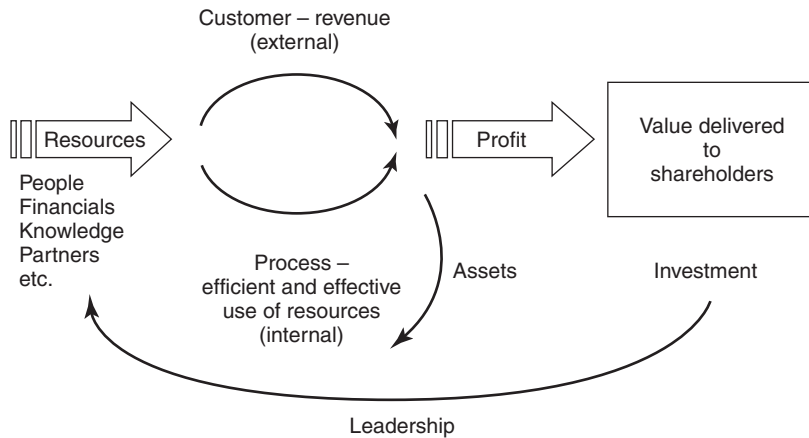 Customer – revenue
(external)
Resources
Profit
Value delivered
to
shareholders
People
Financials
Knowledge
Partners
etc.
Process –
efficient and effective
use of resources
(internal)
Assets
Investment
Leadership